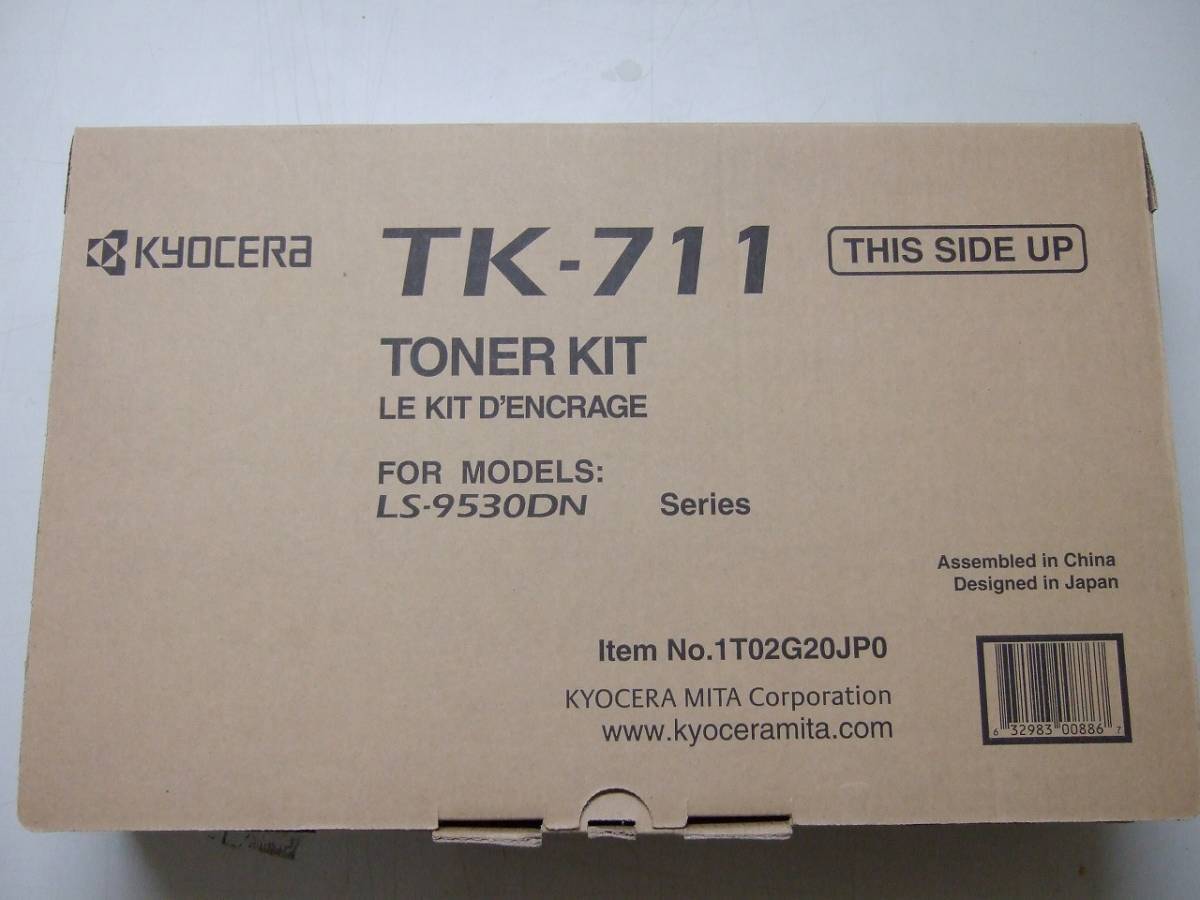 KYOCERA
TK-711
THIS SIDE UP
TONER KIT
LE KIT D'ENCRAGE
FOR MODELS:
LS-9530DN Series
Assembled in China
Designed in Japan
Item No.1T02G20JP0
KYOCERA MITA Corporation
www.kyoceramita.com
6 32983 00886 7